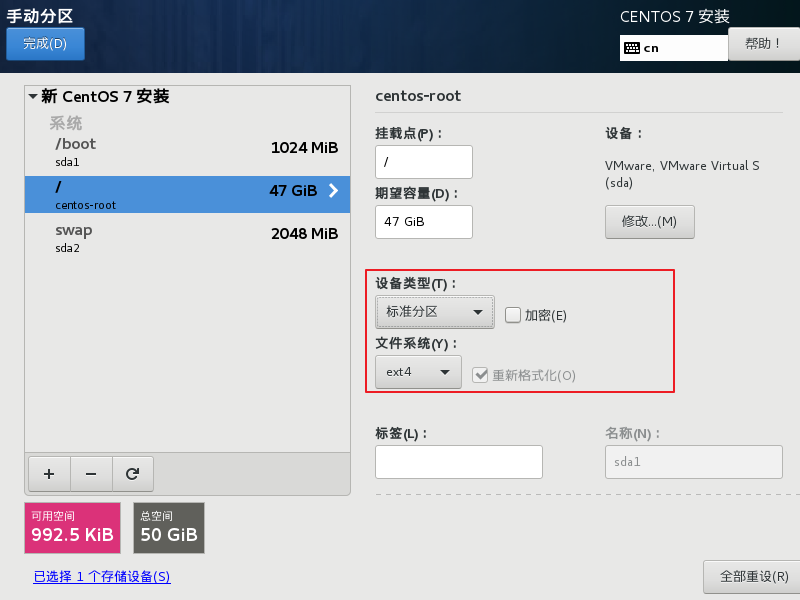 手动分区
CENTOS 7 安装
完成(D)
cn
帮助！
新 CentOS 7 安装
系统
/boot
1024 MiB
sda1
/
47 GiB
centos-root
swap
2048 MiB
sda2
centos-root
挂载点(P)：
/
期望容量(D)：
47 GiB
设备：
VMware, VMware Virtual S
(sda)
修改...(M)
设备类型(T)：
标准分区
加密(E)
文件系统(Y)：
ext4
重新格式化(O)
标签(L)：
名称(N)：
sda1
可用空间
992.5 KiB
总空间
50 GiB
已选择 1 个存储设备(S)
全部重设(R)